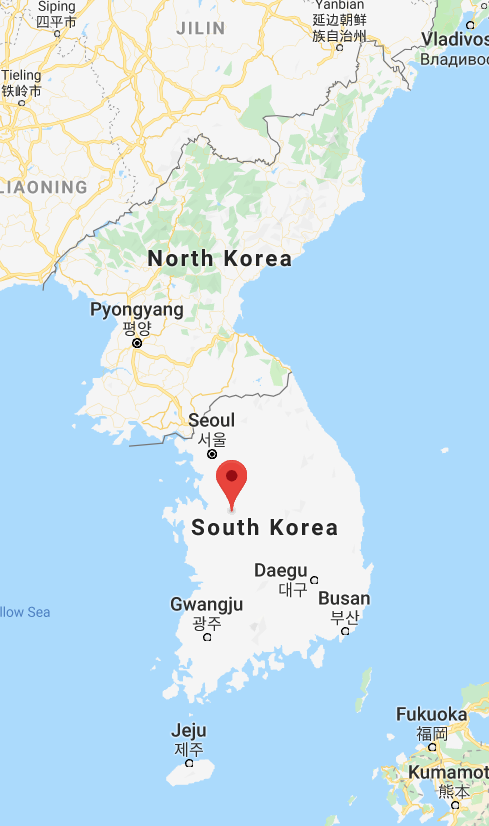 Siping
四平市
JILIN
Yanbian
延边朝鲜
族自治州
Vladivos
Владивос
Tieling
铁岭市
LIAONING
North Korea
Pyongyang
평양
Seoul
서울
South Korea
Daegu
대구
Busan
부산
Gwangju
광주
llow Sea
Jeju
제주
Fukuoka
福岡
Kumamot
熊本